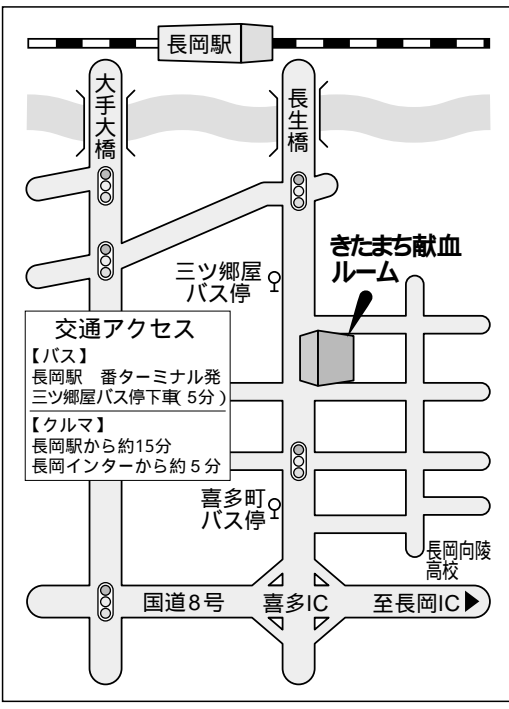 長岡駅
大手大橋
長生橋
きたまち献血
ルーム
三ツ郷屋
バス停
交通アクセス
【バス】
長岡駅　番ターミナル発
三ツ郷屋バス停下車(5分)
【クルマ】
長岡駅から約15分
長岡インターから約5分
喜多町
バス停
長岡向陵
高校
国道8号
喜多IC
至長岡IC▶